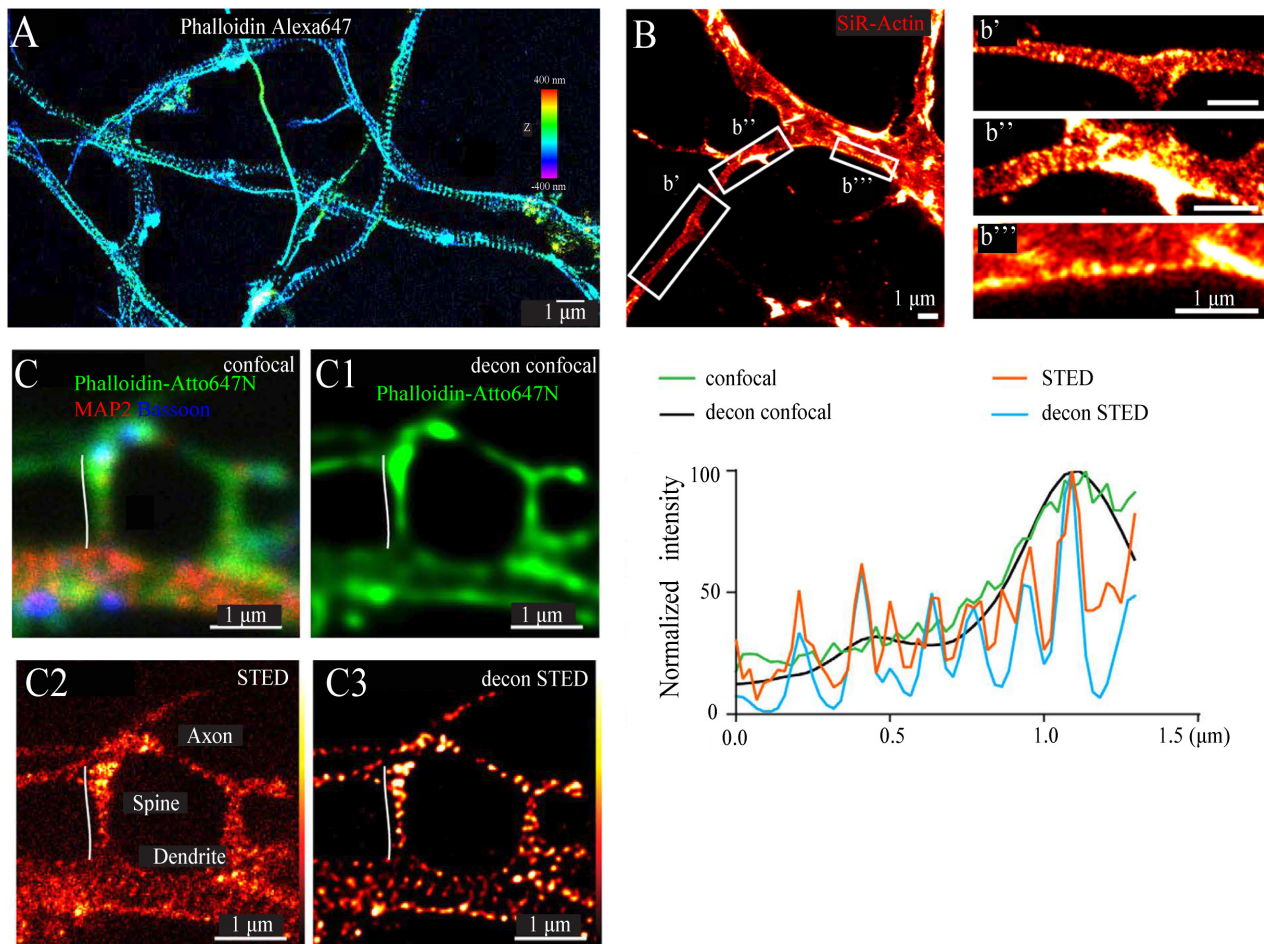 A
Phalloidin Alexa647
400 nm
Z
-400 nm
1 μm
B
SiR-Actin
b'
b''
b'''
1 μm
b'
b''
b'''
1 μm
C
confocal
Phalloidin-Atto647N
MAP2 Bassoon
1 μm
C1
decon confocal
Phalloidin-Atto647N
1 μm
C2
STED
Axon
Spine
Dendrite
1 μm
C3
decon STED
1 μm
confocal
decon confocal
STED
decon STED
Normalized intensity
100
50
0
0.0
0.5
1.0
1.5 (μm)